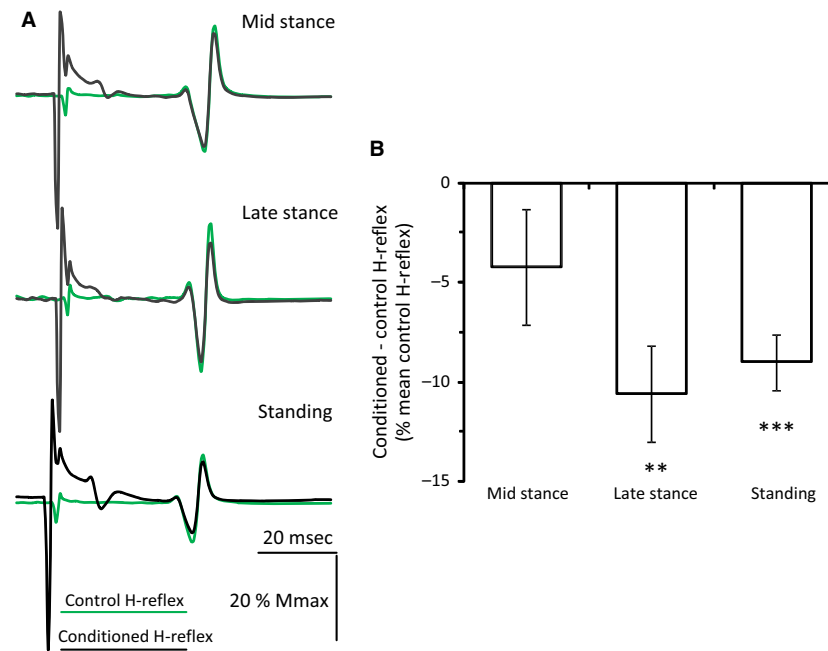 A
Mid stance
Late stance
Standing
20 msec
20 % Mmax
Control H-reflex
Conditioned H-reflex
B
Conditioned - control H-reflex
(% mean control H-reflex)
0
−5
−10
−15
**
***
Mid stance
Late stance
Standing